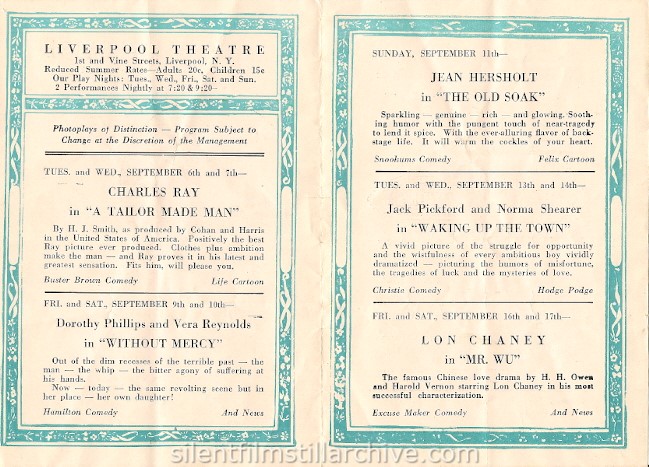 LIVERPOOL THEATRE
1st and Vine Streets, Liverpool, N. Y.
Reduced Summer Rates—Adults 20c, Children 15c
Our Play Nights: Tues., Wed., Fri., Sat. and Sun.
2 Performances Nightly at 7:20 & 9:20—
Photoplays of Distinction — Program Subject to
Change at the Discretion of the Management
TUES. and WED., SEPTEMBER 6th and 7th—
CHARLES RAY
in "A TAILOR MADE MAN"
By H. J. Smith, as produced by Cohan and Harris
in the United States of America. Positively the best
Ray picture ever produced. Clothes plus ambition
make the man — and Ray proves it in his latest and
greatest sensation. Fits him, will please you.
Buster Brown Comedy Life Cartoon
FRI. and SAT., SEPTEMBER 9th and 10th—
Dorothy Phillips and Vera Reynolds
in "WITHOUT MERCY"
Out of the dim recesses of the terrible past — the
man — the whip — the bitter agony of suffering at
his hands.
Now — today — the same revolting scene but in
her place — her own daughter!
Hamilton Comedy And News
SUNDAY, SEPTEMBER 11th—
JEAN HERSHOLT
in "THE OLD SOAK"
Sparkling — genuine — rich — and glowing. Sooth-
ing humor with the pungent touch of near-tragedy
to lend it spice. With the ever-alluring flavor of back-
stage life. It will warm the cockles of your heart.
Snookums Comedy Felix Cartoon
TUES. and WED., SEPTEMBER 13th and 14th—
Jack Pickford and Norma Shearer
in "WAKING UP THE TOWN"
A vivid picture of the struggle for opportunity
and the wistfulness of every ambitious boy vividly
dramatized — picturing the humors of misfortune,
the tragedies of luck and the mysteries of love.
Christie Comedy Hodge Podge
FRI. and SAT., SEPTEMBER 16th and 17th—
LON CHANEY
in "MR. WU"
The famous Chinese love drama by H. H. Owen
and Harold Vernon starring Lon Chaney in his most
successful characterization.
Excuse Maker Comedy And News
silentfilmstillarchive.com